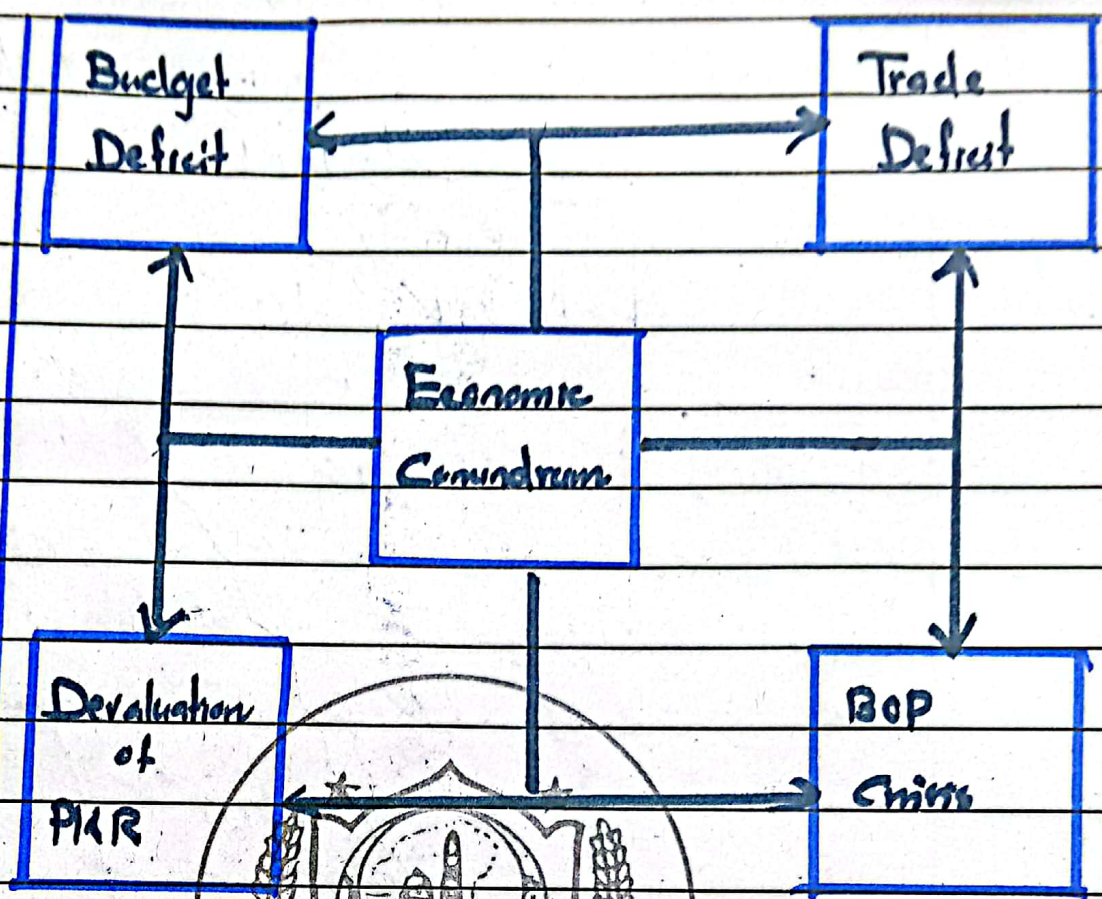 Budget
Deficit
Trade
Deficit
Economic
Conundrum
Devaluation
of
PKR
BOP
Crisis